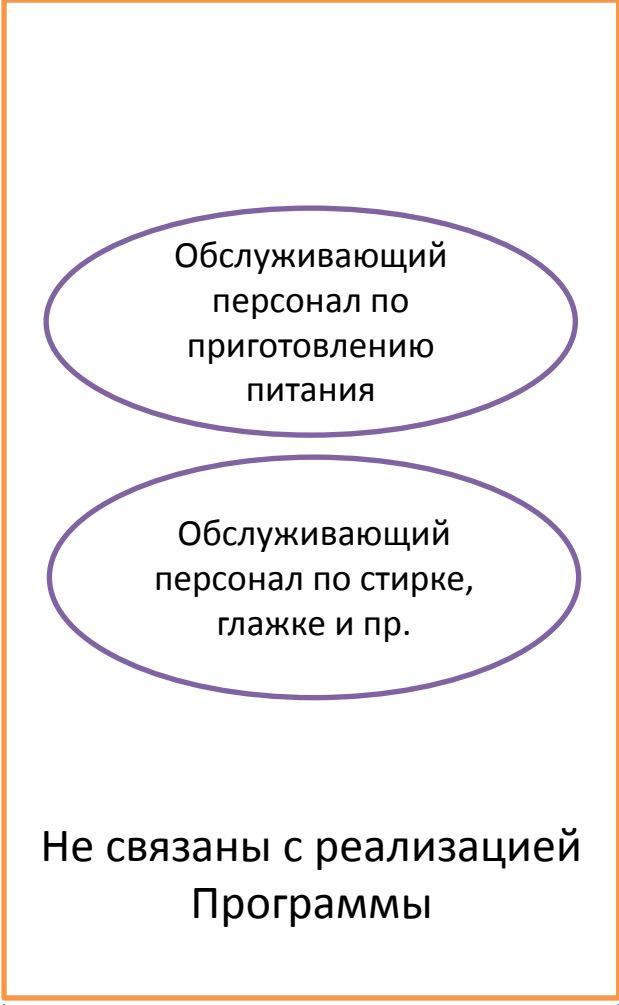 Обслуживающий
персонал по
приготовлению
питания
Обслуживающий
персонал по стирке,
глажке и пр.
Не связаны с реализацией
Программы